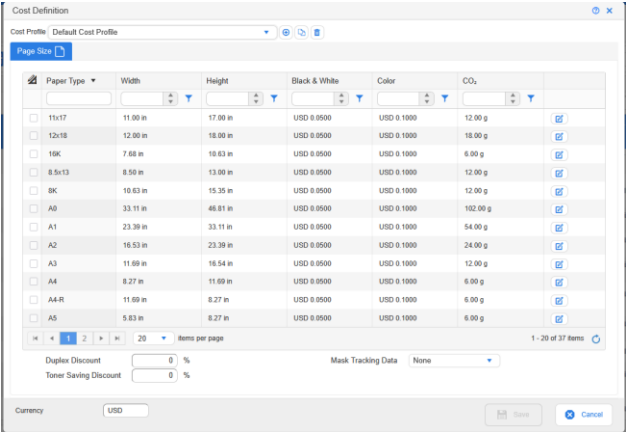 Cost Definition
Cost Profile Default Cost Profile
Page Size
Paper Type Width Height Black & White Color CO₂
11x17 11.00 in 17.00 in USD 0.0500 USD 0.1000 12.00 g
12x18 12.00 in 18.00 in USD 0.0500 USD 0.1000 18.00 g
16K 7.68 in 10.63 in USD 0.0500 USD 0.1000 6.00 g
8.5x13 8.50 in 13.00 in USD 0.0500 USD 0.1000 12.00 g
8K 10.63 in 15.35 in USD 0.0500 USD 0.1000 12.00 g
A0 33.11 in 46.81 in USD 0.0500 USD 0.1000 102.00 g
A1 23.39 in 33.11 in USD 0.0500 USD 0.1000 54.00 g
A2 16.53 in 23.39 in USD 0.0500 USD 0.1000 24.00 g
A3 11.69 in 16.54 in USD 0.0500 USD 0.1000 12.00 g
A4 8.27 in 11.69 in USD 0.0500 USD 0.1000 6.00 g
A4-R 11.69 in 8.27 in USD 0.0500 USD 0.1000 6.00 g
A5 5.83 in 8.27 in USD 0.0500 USD 0.1000 6.00 g
1 2 20 items per page 1 - 20 of 37 items
Duplex Discount 0 % Mask Tracking Data None
Toner Saving Discount 0 %
Currency USD Save Cancel